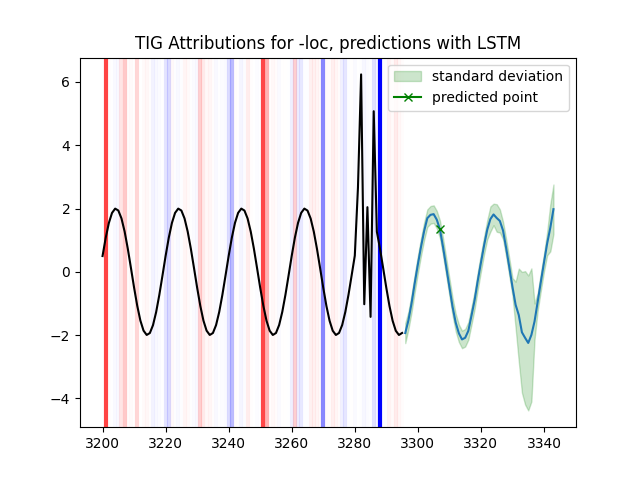 TIG Attributions for -loc, predictions with LSTM
standard deviation
predicted point
6
4
2
0
−2
−4
3200 3220 3240 3260 3280 3300 3320 3340